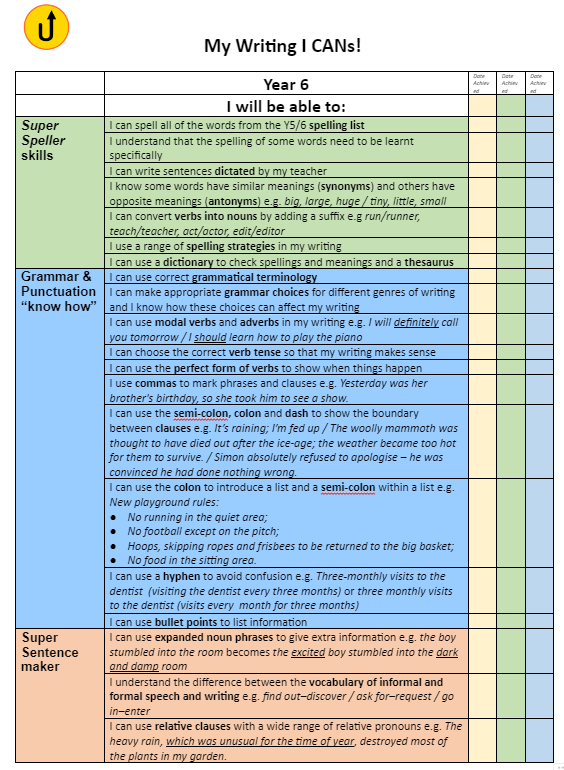 My Writing I CANs!
Year 6
Date Achiev ed
Date Achiev ed
Date Achiev ed
I will be able to:
Super
Speller
skills
I can spell all of the words from the Y5/6 spelling list
I understand that the spelling of some words need to be learnt
specifically
I can write sentences dictated by my teacher
I know some words have similar meanings (synonyms) and others have
opposite meanings (antonyms) e.g. big, large, huge / tiny, little, small
I can convert verbs into nouns by adding a suffix e.g run/runner,
teach/teacher, act/actor, edit/editor
I use a range of spelling strategies in my writing
I can use a dictionary to check spellings and meanings and a thesaurus
Grammar &
Punctuation
“know how”
I can use correct grammatical terminology
I can make appropriate grammar choices for different genres of writing
and I know how these choices can affect my writing
I can use modal verbs and adverbs in my writing e.g. I will definitely call
you tomorrow / I should learn how to play the piano
I can choose the correct verb tense so that my writing makes sense
I can use the perfect form of verbs to show when things happen
I use commas to mark phrases and clauses e.g. Yesterday was her
brother's birthday, so she took him to see a show.
I can use the semi-colon, colon and dash to show the boundary
between clauses e.g. It’s raining; I’m fed up / The woolly mammoth was
thought to have died out after the ice-age; the weather became too hot
for them to survive. / Simon absolutely refused to apologise – he was
convinced he had done nothing wrong.
I can use the colon to introduce a list and a semi-colon within a list e.g.
New playground rules:
● No running in the quiet area;
● No football except on the pitch;
● Hoops, skipping ropes and frisbees to be returned to the big basket;
● No food in the sitting area.
I can use a hyphen to avoid confusion e.g. Three-monthly visits to the
dentist (visiting the dentist every three months) or three monthly visits
to the dentist (visits every month for three months)
I can use bullet points to list information
Super
Sentence
maker
I can use expanded noun phrases to give extra information e.g. the boy
stumbled into the room becomes the excited boy stumbled into the dark
and damp room
I understand the difference between the vocabulary of informal and
formal speech and writing e.g. find out–discover / ask for–request / go
in–enter
I can use relative clauses with a wide range of relative pronouns e.g. The
heavy rain, which was unusual for the time of year, destroyed most of
the plants in my garden.